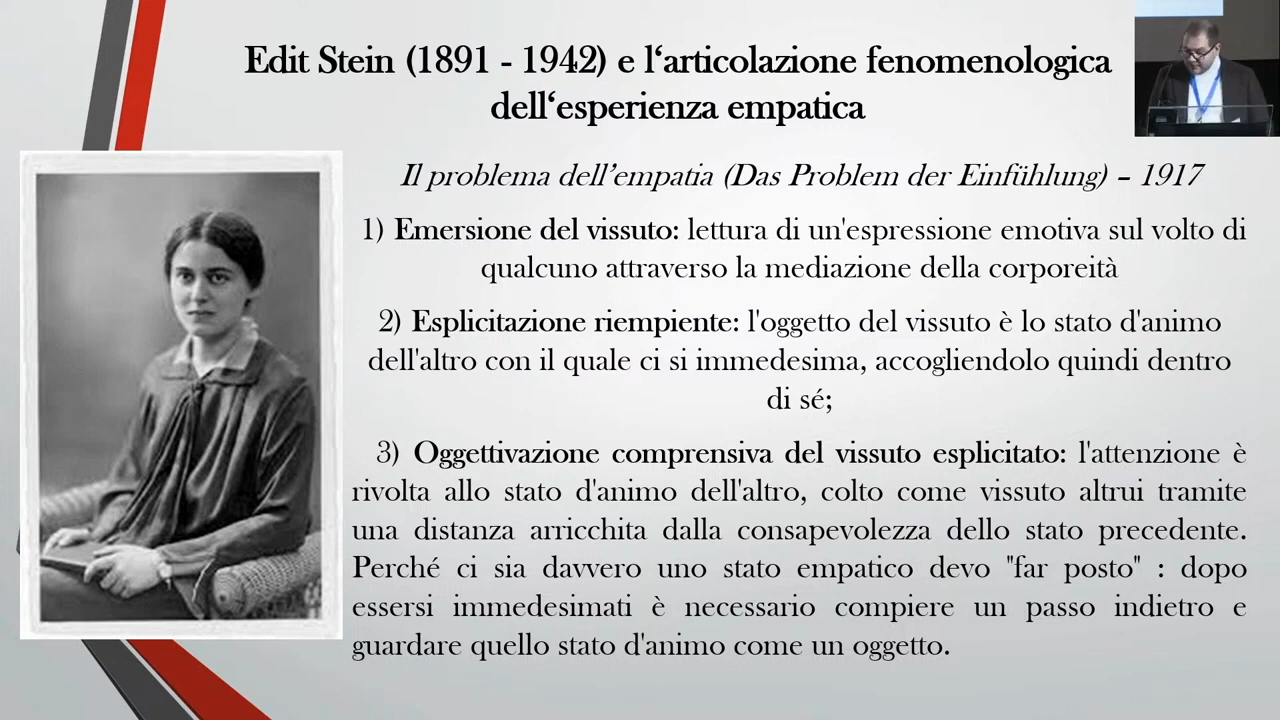 Edit Stein (1891 - 1942) e l‘articolazione fenomenologica
dell‘esperienza empatica
Il problema dell’empatia (Das Problem der Einfühlung) – 1917
1) Emersione del vissuto: lettura di un'espressione emotiva sul volto di
qualcuno attraverso la mediazione della corporeità
2) Esplicitazione riempiente: l'oggetto del vissuto è lo stato d'animo
dell'altro con il quale ci si immedesima, accogliendolo quindi dentro
di sé;
3) Oggettivazione comprensiva del vissuto esplicitato: l'attenzione è
rivolta allo stato d'animo dell'altro, colto come vissuto altrui tramite
una distanza arricchita dalla consapevolezza dello stato precedente.
Perché ci sia davvero uno stato empatico devo "far posto" : dopo
essersi immedesimati è necessario compiere un passo indietro e
guardare quello stato d'animo come un oggetto.